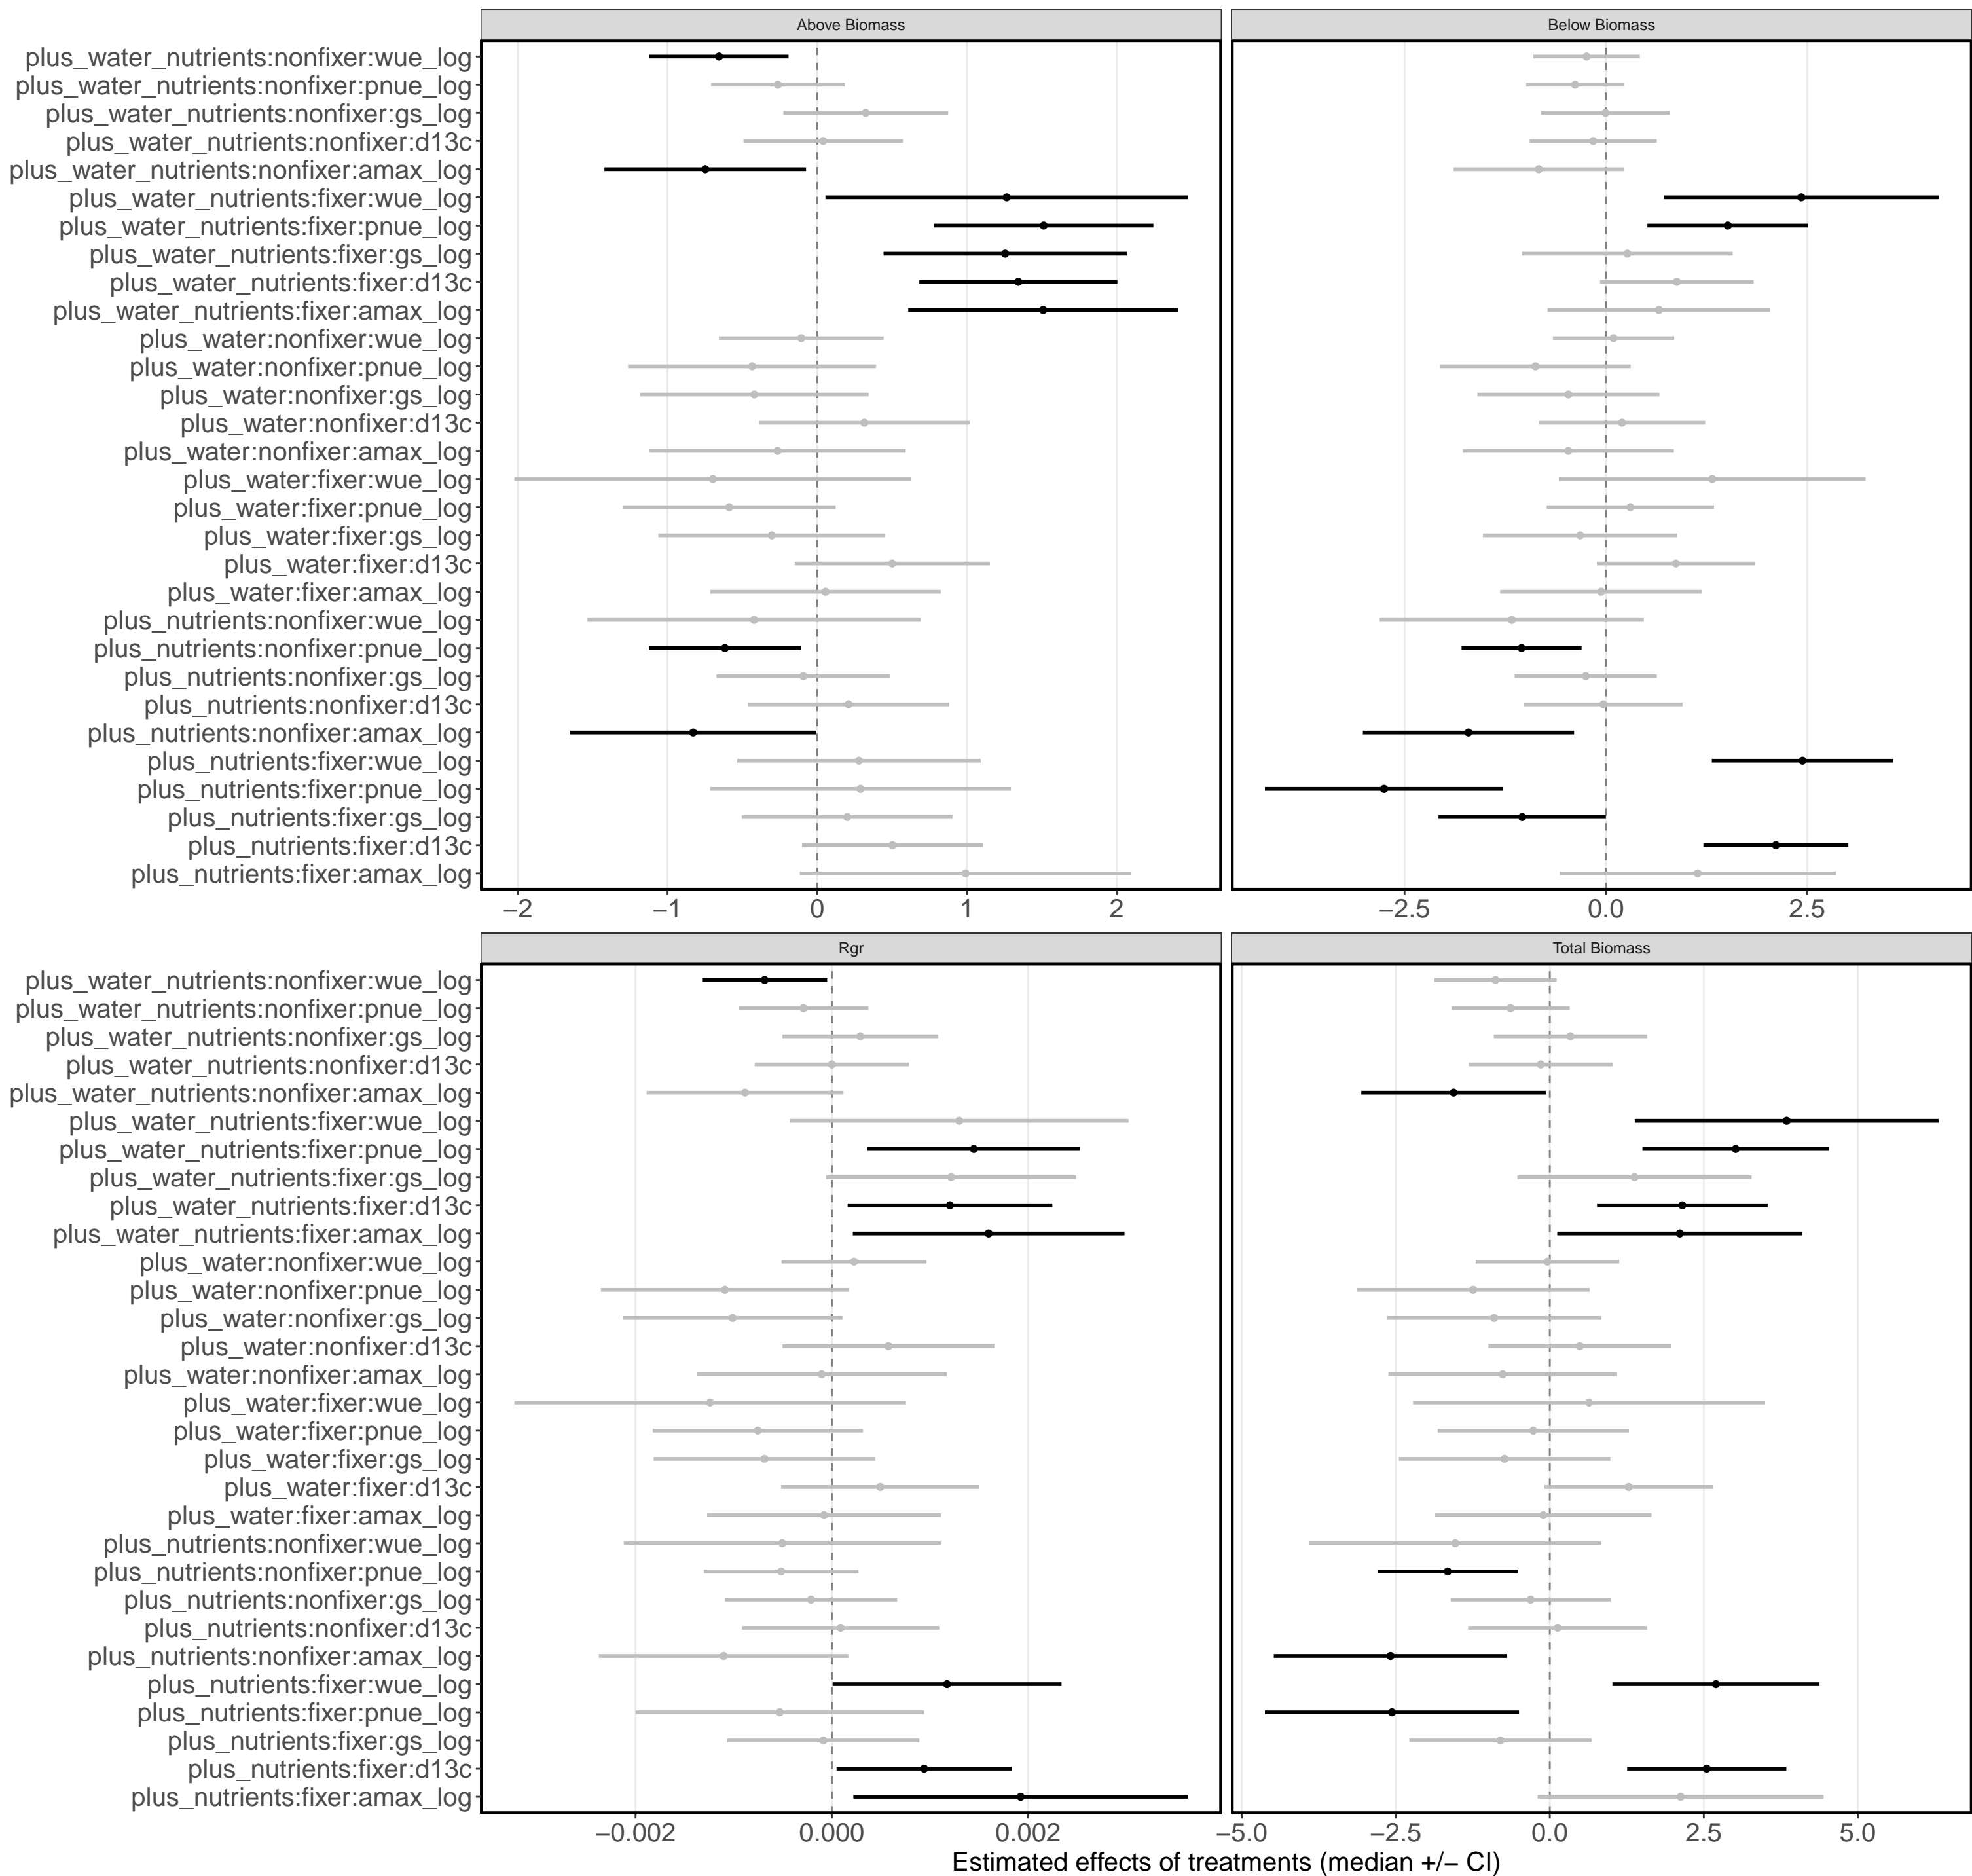 Above Biomass
Below Biomass
plus_water_nutrients:nonfixer:wue_log
plus_water_nutrients:nonfixer:pnue_log
plus_water_nutrients:nonfixer:gs_log
plus_water_nutrients:nonfixer:d13c
plus_water_nutrients:nonfixer:amax_log
plus_water_nutrients:fixer:wue_log
plus_water_nutrients:fixer:pnue_log
plus_water_nutrients:fixer:gs_log
plus_water_nutrients:fixer:d13c
plus_water_nutrients:fixer:amax_log
plus_water:nonfixer:wue_log
plus_water:nonfixer:pnue_log
plus_water:nonfixer:gs_log
plus_water:nonfixer:d13c
plus_water:nonfixer:amax_log
plus_water:fixer:wue_log
plus_water:fixer:pnue_log
plus_water:fixer:gs_log
plus_water:fixer:d13c
plus_water:fixer:amax_log
plus_nutrients:nonfixer:wue_log
plus_nutrients:nonfixer:pnue_log
plus_nutrients:nonfixer:gs_log
plus_nutrients:nonfixer:d13c
plus_nutrients:nonfixer:amax_log
plus_nutrients:fixer:wue_log
plus_nutrients:fixer:pnue_log
plus_nutrients:fixer:gs_log
plus_nutrients:fixer:d13c
plus_nutrients:fixer:amax_log
−2 −1 0 1 2
−2.5 0.0 2.5
Rgr
Total Biomass
plus_water_nutrients:nonfixer:wue_log
plus_water_nutrients:nonfixer:pnue_log
plus_water_nutrients:nonfixer:gs_log
plus_water_nutrients:nonfixer:d13c
plus_water_nutrients:nonfixer:amax_log
plus_water_nutrients:fixer:wue_log
plus_water_nutrients:fixer:pnue_log
plus_water_nutrients:fixer:gs_log
plus_water_nutrients:fixer:d13c
plus_water_nutrients:fixer:amax_log
plus_water:nonfixer:wue_log
plus_water:nonfixer:pnue_log
plus_water:nonfixer:gs_log
plus_water:nonfixer:d13c
plus_water:nonfixer:amax_log
plus_water:fixer:wue_log
plus_water:fixer:pnue_log
plus_water:fixer:gs_log
plus_water:fixer:d13c
plus_water:fixer:amax_log
plus_nutrients:nonfixer:wue_log
plus_nutrients:nonfixer:pnue_log
plus_nutrients:nonfixer:gs_log
plus_nutrients:nonfixer:d13c
plus_nutrients:nonfixer:amax_log
plus_nutrients:fixer:wue_log
plus_nutrients:fixer:pnue_log
plus_nutrients:fixer:gs_log
plus_nutrients:fixer:d13c
plus_nutrients:fixer:amax_log
−0.002 0.000 0.002
−5.0 −2.5 0.0 2.5 5.0
Estimated effects of treatments (median +/− CI)